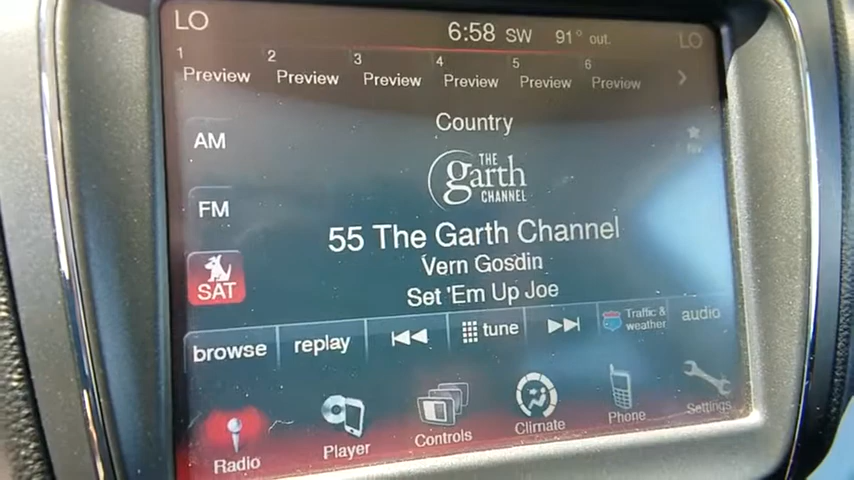 LO 6:58 SW 91° out. LO
1 2 3 4 5 6
Preview Preview Preview Preview Preview Preview
Country
AM
THE
garth
CHANNEL
FM
55 The Garth Channel
Vern Gosdin
SAT
Set 'Em Up Joe
browse replay tune Traffic & weather audio
Radio Player Controls Climate Phone Settings